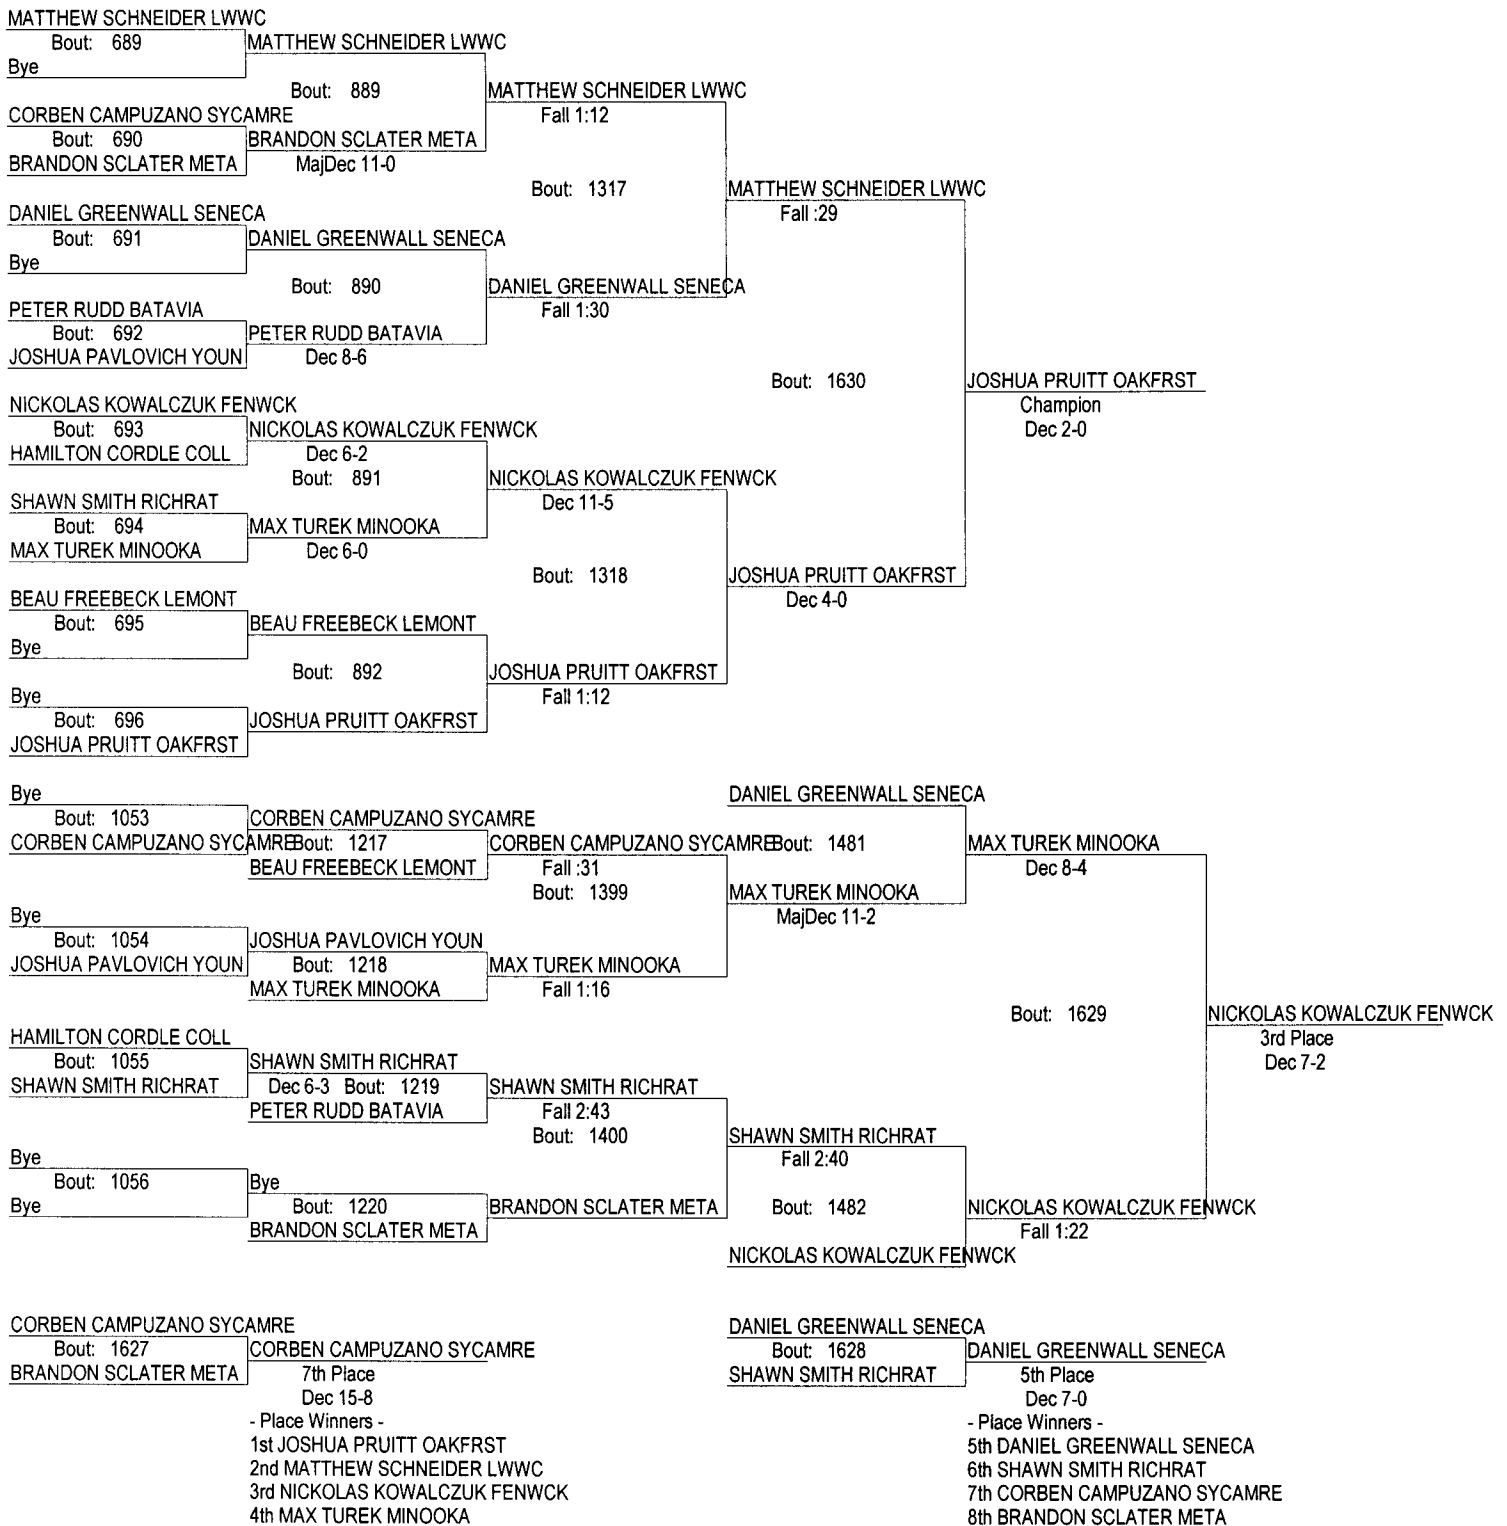 MATTHEW SCHNEIDER LWWC
Bout: 689
Bye
MATTHEW SCHNEIDER LWWC
Bout: 889
CORBEN CAMPUZANO SYCAMRE
Bout: 690
BRANDON SCLATER META
BRANDON SCLATER META
MajDec 11-0
MATTHEW SCHNEIDER LWWC
Fall 1:12
Bout: 1317
DANIEL GREENWALL SENECA
Bout: 691
Bye
DANIEL GREENWALL SENECA
Bout: 890
PETER RUDD BATAVIA
Bout: 692
JOSHUA PAVLOVICH YOUN
PETER RUDD BATAVIA
Dec 8-6
DANIEL GREENWALL SENECA
Fall 1:30
MATTHEW SCHNEIDER LWWC
Fall :29
Bout: 1630
JOSHUA PRUITT OAKFRST
Champion
Dec 2-0
NICKOLAS KOWALCZUK FENWCK
Bout: 693
HAMILTON CORDLE COLL
NICKOLAS KOWALCZUK FENWCK
Dec 6-2
Bout: 891
SHAWN SMITH RICHRAT
Bout: 694
MAX TUREK MINOOKA
MAX TUREK MINOOKA
Dec 6-0
NICKOLAS KOWALCZUK FENWCK
Dec 11-5
Bout: 1318
JOSHUA PRUITT OAKFRST
Dec 4-0
BEAU FREEBECK LEMONT
Bout: 695
Bye
BEAU FREEBECK LEMONT
Bout: 892
Bye
Bout: 696
JOSHUA PRUITT OAKFRST
JOSHUA PRUITT OAKFRST
JOSHUA PRUITT OAKFRST
Fall 1:12
Bye
Bout: 1053
CORBEN CAMPUZANO SYCAMRE
CORBEN CAMPUZANO SYCAMRE
Bout: 1217
BEAU FREEBECK LEMONT
CORBEN CAMPUZANO SYCAMRE
Fall :31
Bout: 1399
Bye
Bout: 1054
JOSHUA PAVLOVICH YOUN
JOSHUA PAVLOVICH YOUN
Bout: 1218
MAX TUREK MINOOKA
MAX TUREK MINOOKA
Fall 1:16
DANIEL GREENWALL SENECA
Bout: 1481
MAX TUREK MINOOKA
MajDec 11-2
MAX TUREK MINOOKA
Dec 8-4
Bout: 1629
NICKOLAS KOWALCZUK FENWCK
3rd Place
Dec 7-2
HAMILTON CORDLE COLL
Bout: 1055
SHAWN SMITH RICHRAT
SHAWN SMITH RICHRAT
Dec 6-3 Bout: 1219
PETER RUDD BATAVIA
SHAWN SMITH RICHRAT
Fall 2:43
Bout: 1400
Bye
Bout: 1056
Bye
Bye
Bout: 1220
BRANDON SCLATER META
BRANDON SCLATER META
SHAWN SMITH RICHRAT
Fall 2:40
Bout: 1482
NICKOLAS KOWALCZUK FENWCK
NICKOLAS KOWALCZUK FENWCK
Fall 1:22
CORBEN CAMPUZANO SYCAMRE
Bout: 1627
BRANDON SCLATER META
CORBEN CAMPUZANO SYCAMRE
7th Place
Dec 15-8
- Place Winners -
1st JOSHUA PRUITT OAKFRST
2nd MATTHEW SCHNEIDER LWWC
3rd NICKOLAS KOWALCZUK FENWCK
4th MAX TUREK MINOOKA
DANIEL GREENWALL SENECA
Bout: 1628
SHAWN SMITH RICHRAT
DANIEL GREENWALL SENECA
5th Place
Dec 7-0
- Place Winners -
5th DANIEL GREENWALL SENECA
6th SHAWN SMITH RICHRAT
7th CORBEN CAMPUZANO SYCAMRE
8th BRANDON SCLATER META